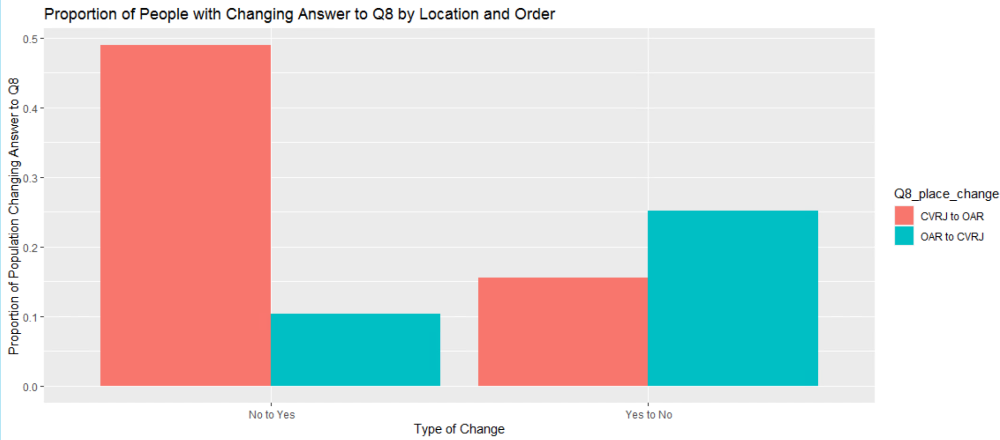 Proportion of People with Changing Answer to Q8 by Location and Order
Proportion of Population Changing Answer to Q8
0.5
0.4
0.3
0.2
0.1
0.0
No to Yes
Yes to No
Type of Change
Q8_place_change
CVRJ to OAR
OAR to CVRJ